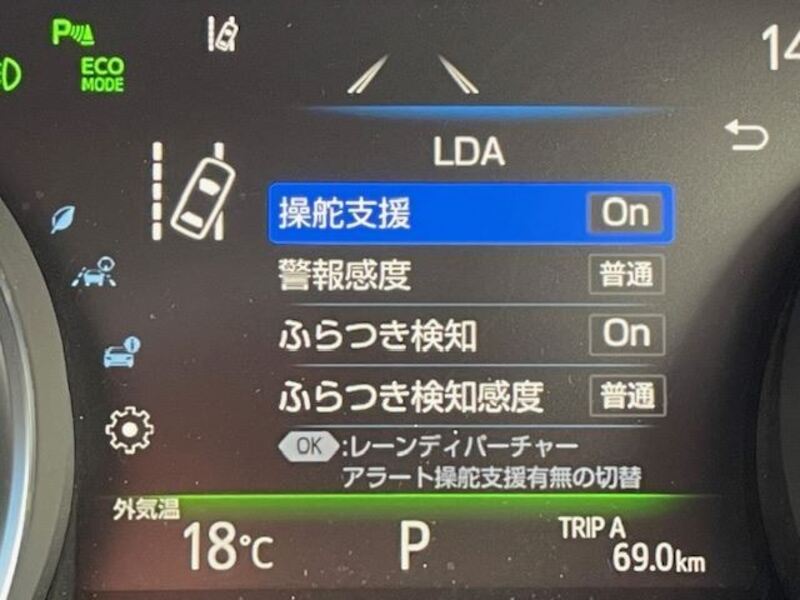 P
14
ECO
MODE
LDA
操舵支援 On
警報感度 普通
ふらつき検知 On
ふらつき検知感度 普通
OK :レーンディパーチャー
アラート操舵支援有無の切替
外気温
18℃
P
TRIP A
69.0km